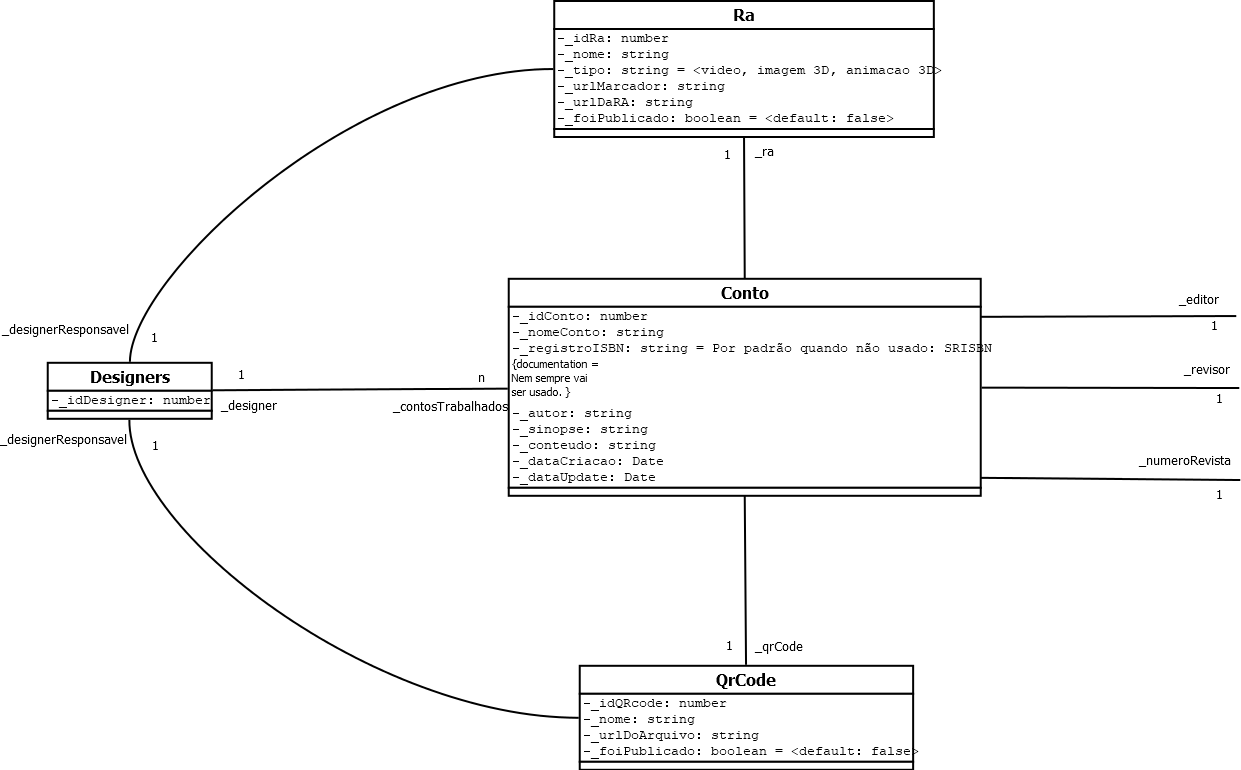 Ra
-_idRa: number
-_nome: string
-_tipo: string = <video, imagem 3D, animacao 3D>
-_urlMarcador: string
-_urlDaRA: string
-_foiPublicado: boolean = <default: false>
1 _ra
_designerResponsavel 1
Designers
-_idDesigner: number
1 n
_designer _contosTrabalhados
_designerResponsavel 1
Conto
-_idConto: number
-_nomeConto: string
-_registroISBN: string = Por padrão quando não usado: SRISBN
{documentation =
Nem sempre vai
ser usado. }
-_autor: string
-_sinopse: string
-_conteudo: string
-_dataCriacao: Date
-_dataUpdate: Date
_editor
1
_revisor
1
_numeroRevista
1
1 _qrCode
QrCode
-_idQRcode: number
-_nome: string
-_urlDoArquivo: string
-_foiPublicado: boolean = <default: false>